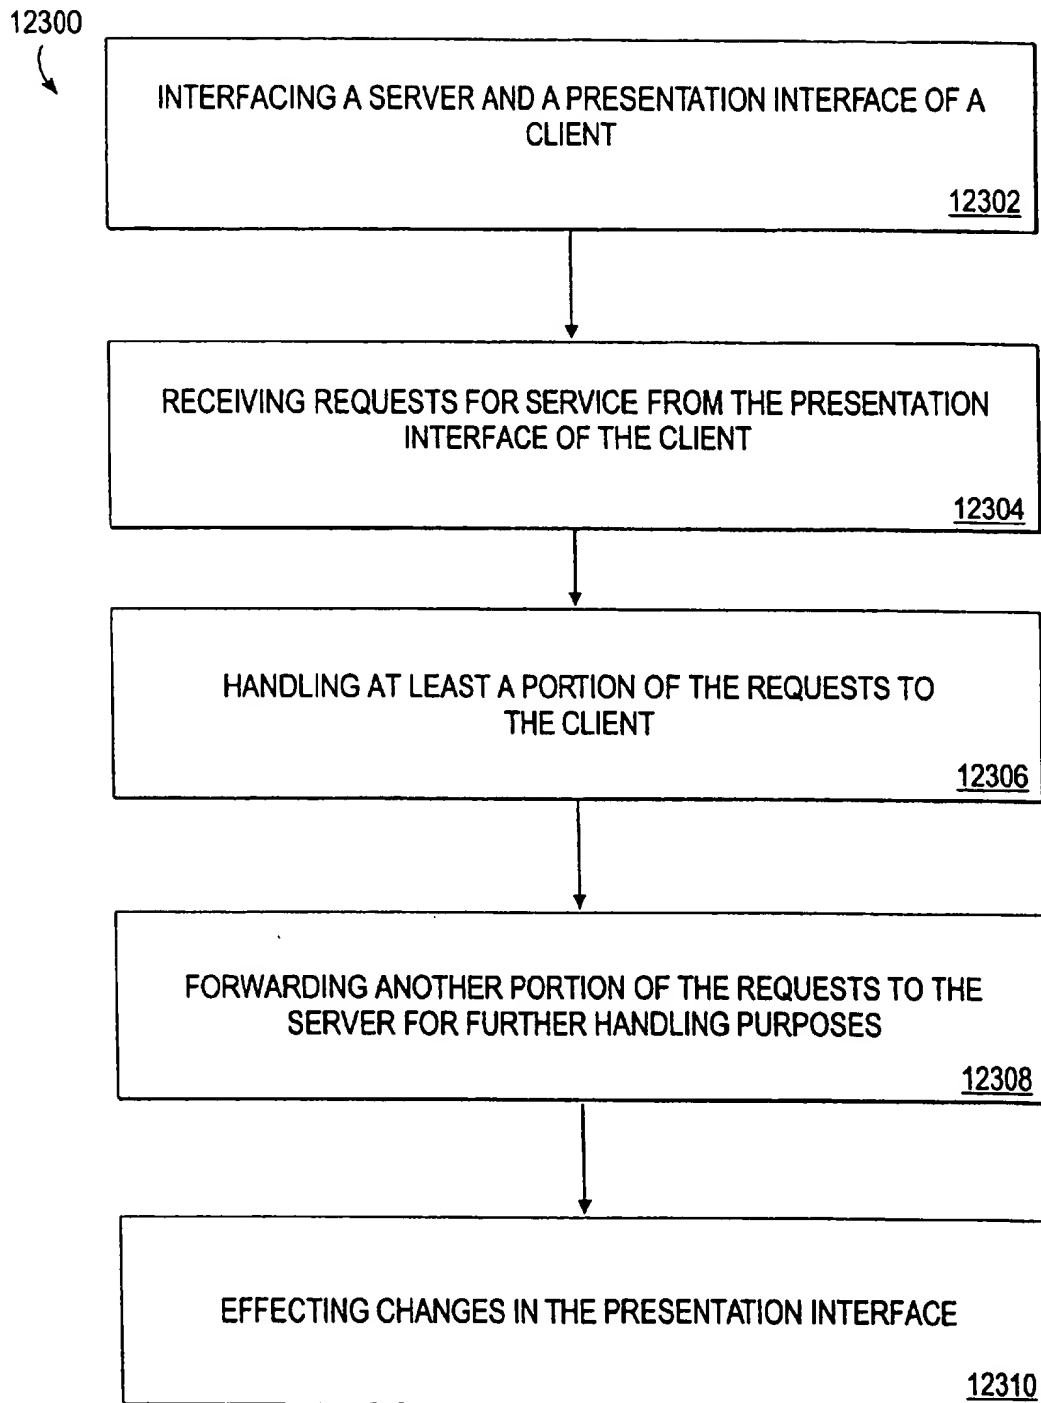 12300
INTERFACING A SERVER AND A PRESENTATION INTERFACE OF A
CLIENT
12302
RECEIVING REQUESTS FOR SERVICE FROM THE PRESENTATION
INTERFACE OF THE CLIENT
12304
HANDLING AT LEAST A PORTION OF THE REQUESTS TO
THE CLIENT
12306
FORWARDING ANOTHER PORTION OF THE REQUESTS TO THE
SERVER FOR FURTHER HANDLING PURPOSES
12308
EFFECTING CHANGES IN THE PRESENTATION INTERFACE
12310